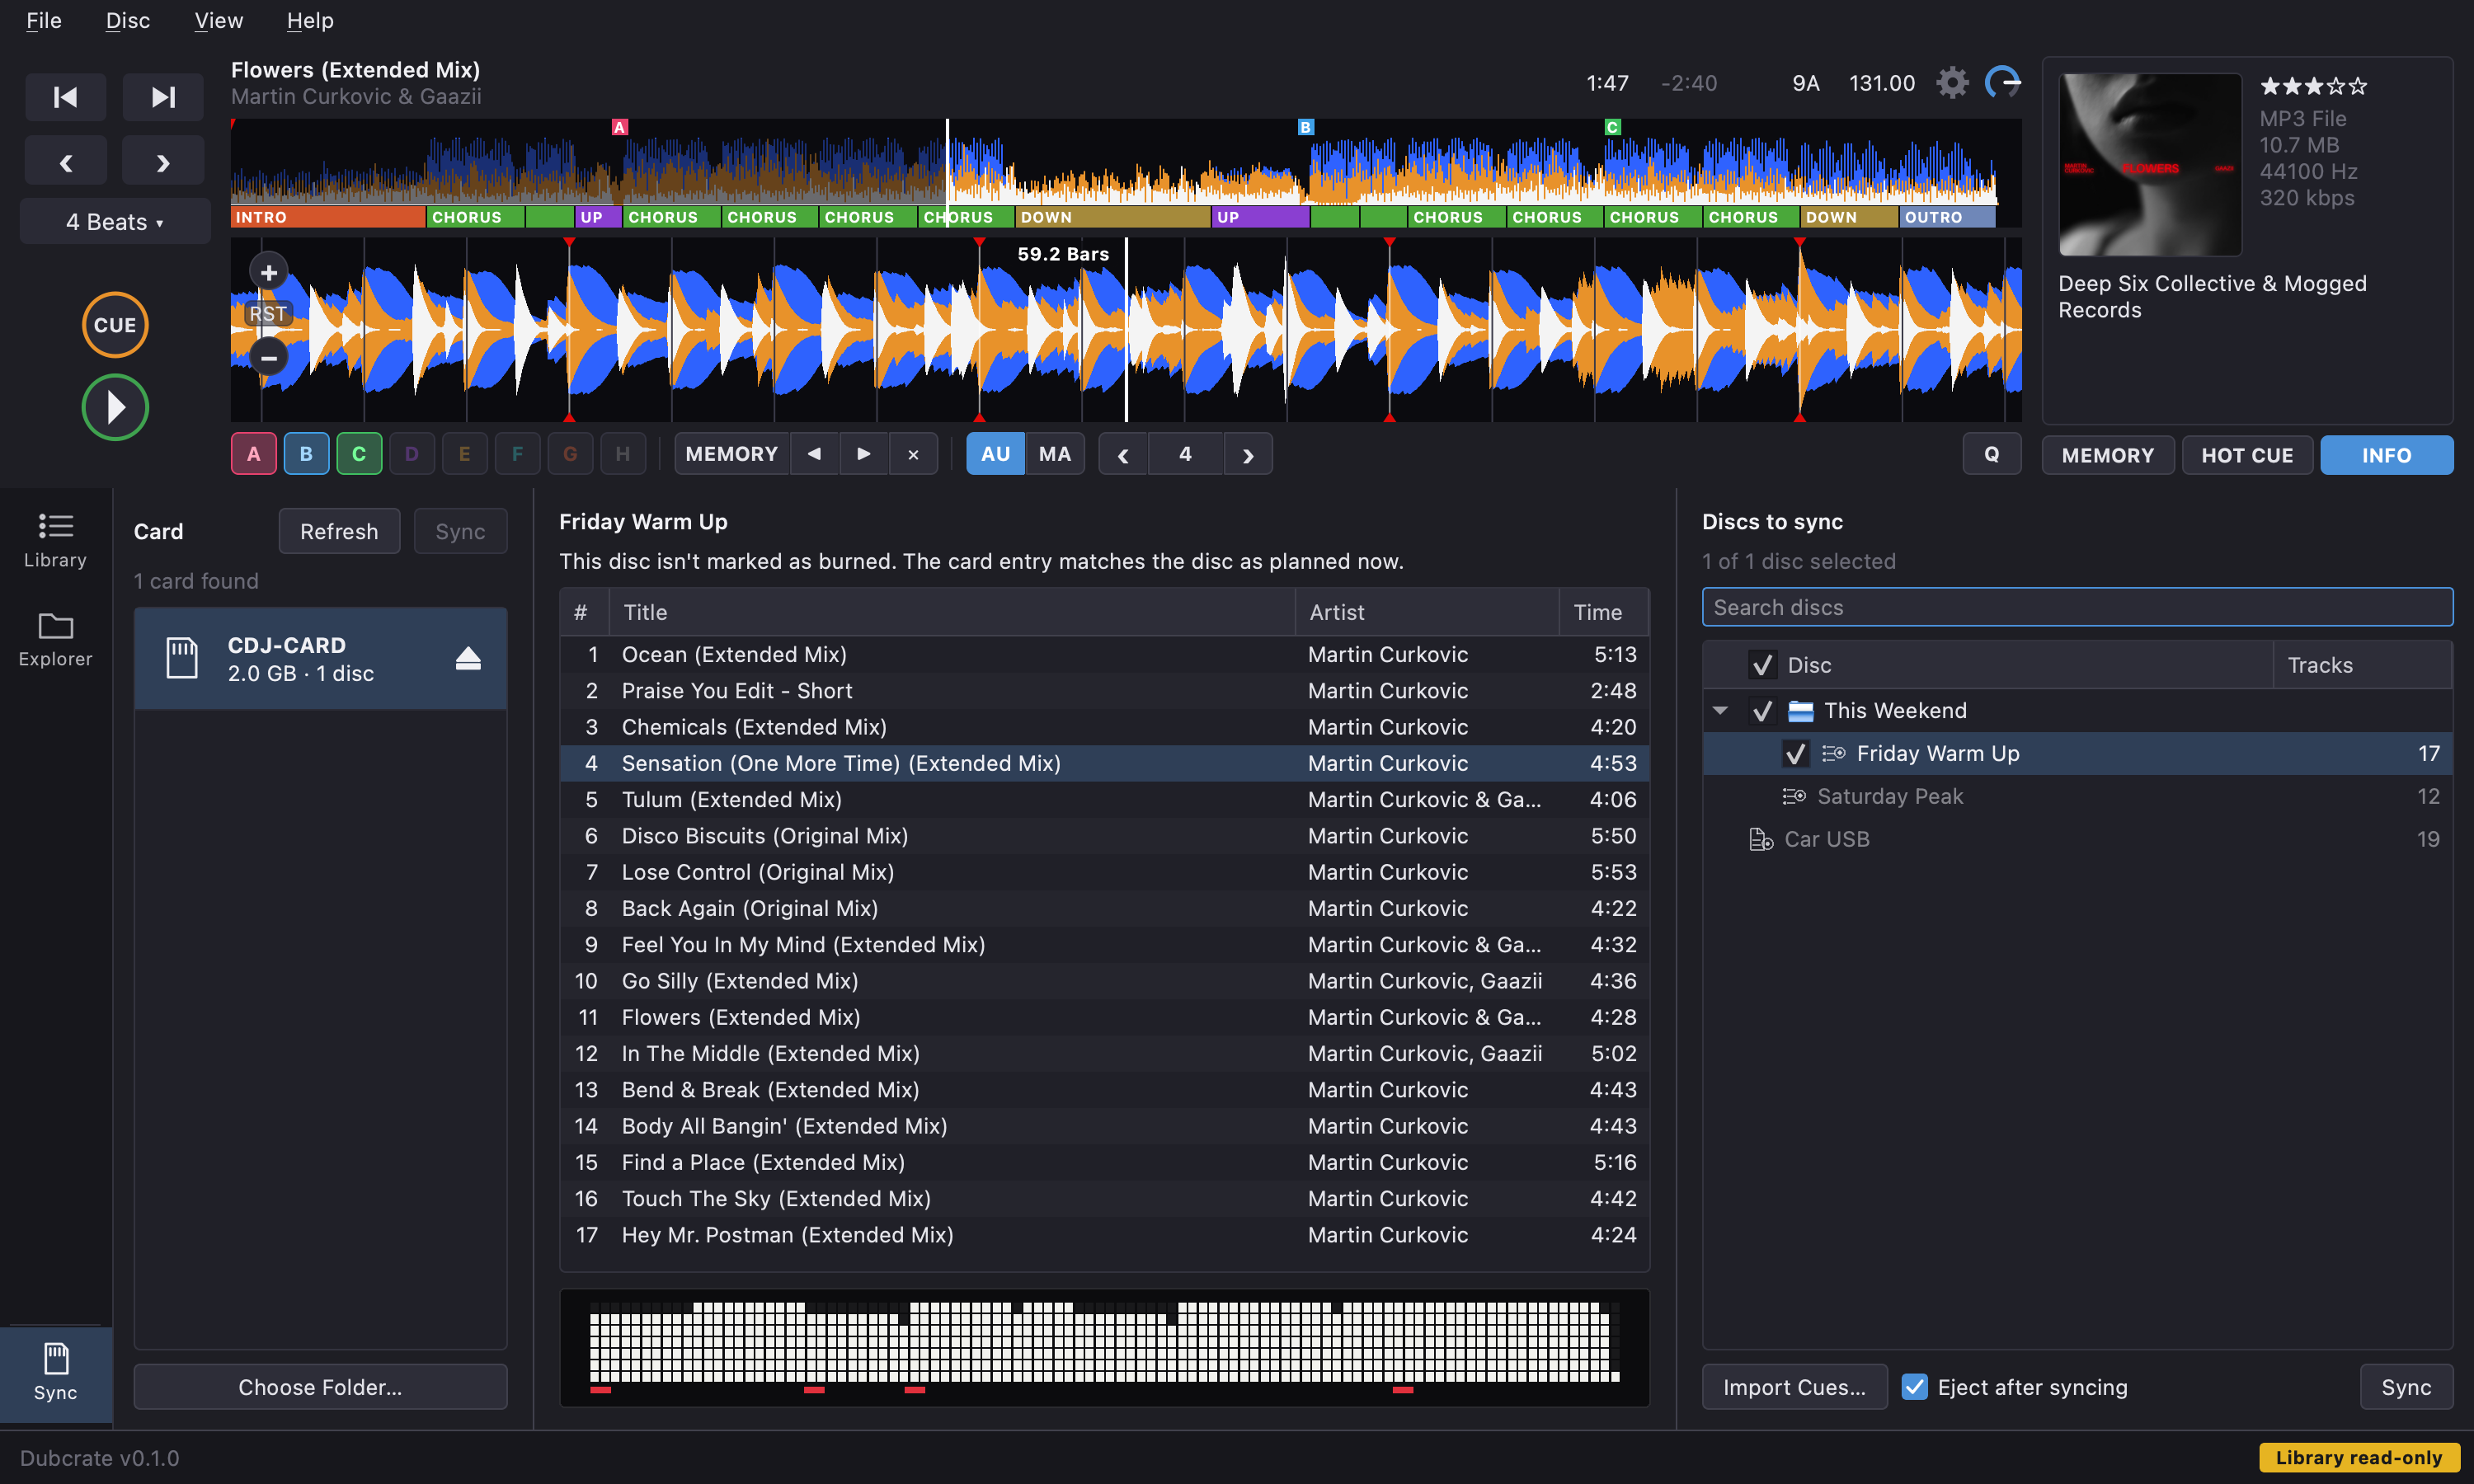 File Disc View Help
Flowers (Extended Mix)
Martin Curkovic & Gaazii
1:47 -2:40 9A 131.00
4 Beats
CUE
A B C
INTRO CHORUS UP CHORUS CHORUS CHORUS CHORUS DOWN UP CHORUS CHORUS CHORUS CHORUS DOWN OUTRO
59.2 Bars
+
RST
−
A B C D E F G H MEMORY × AU MA ‹ 4 › Q
FLOWERS
MP3 File
10.7 MB
44100 Hz
320 kbps
Deep Six Collective & Mogged
Records
MEMORY HOT CUE INFO
Library
Explorer
Sync
Card Refresh Sync
1 card found
CDJ-CARD
2.0 GB · 1 disc
Choose Folder...
Friday Warm Up
This disc isn't marked as burned. The card entry matches the disc as planned now.
# Title Artist Time
1 Ocean (Extended Mix) Martin Curkovic 5:13
2 Praise You Edit - Short Martin Curkovic 2:48
3 Chemicals (Extended Mix) Martin Curkovic 4:20
4 Sensation (One More Time) (Extended Mix) Martin Curkovic 4:53
5 Tulum (Extended Mix) Martin Curkovic & Ga... 4:06
6 Disco Biscuits (Original Mix) Martin Curkovic 5:50
7 Lose Control (Original Mix) Martin Curkovic 5:53
8 Back Again (Original Mix) Martin Curkovic 4:22
9 Feel You In My Mind (Extended Mix) Martin Curkovic & Ga... 4:32
10 Go Silly (Extended Mix) Martin Curkovic, Gaazii 4:36
11 Flowers (Extended Mix) Martin Curkovic & Ga... 4:28
12 In The Middle (Extended Mix) Martin Curkovic, Gaazii 5:02
13 Bend & Break (Extended Mix) Martin Curkovic 4:43
14 Body All Bangin' (Extended Mix) Martin Curkovic 4:43
15 Find a Place (Extended Mix) Martin Curkovic 5:16
16 Touch The Sky (Extended Mix) Martin Curkovic 4:42
17 Hey Mr. Postman (Extended Mix) Martin Curkovic 4:24
Discs to sync
1 of 1 disc selected
Search discs
Disc Tracks
This Weekend
Friday Warm Up 17
Saturday Peak 12
Car USB 19
Import Cues... Eject after syncing Sync
Dubcrate v0.1.0
Library read-only